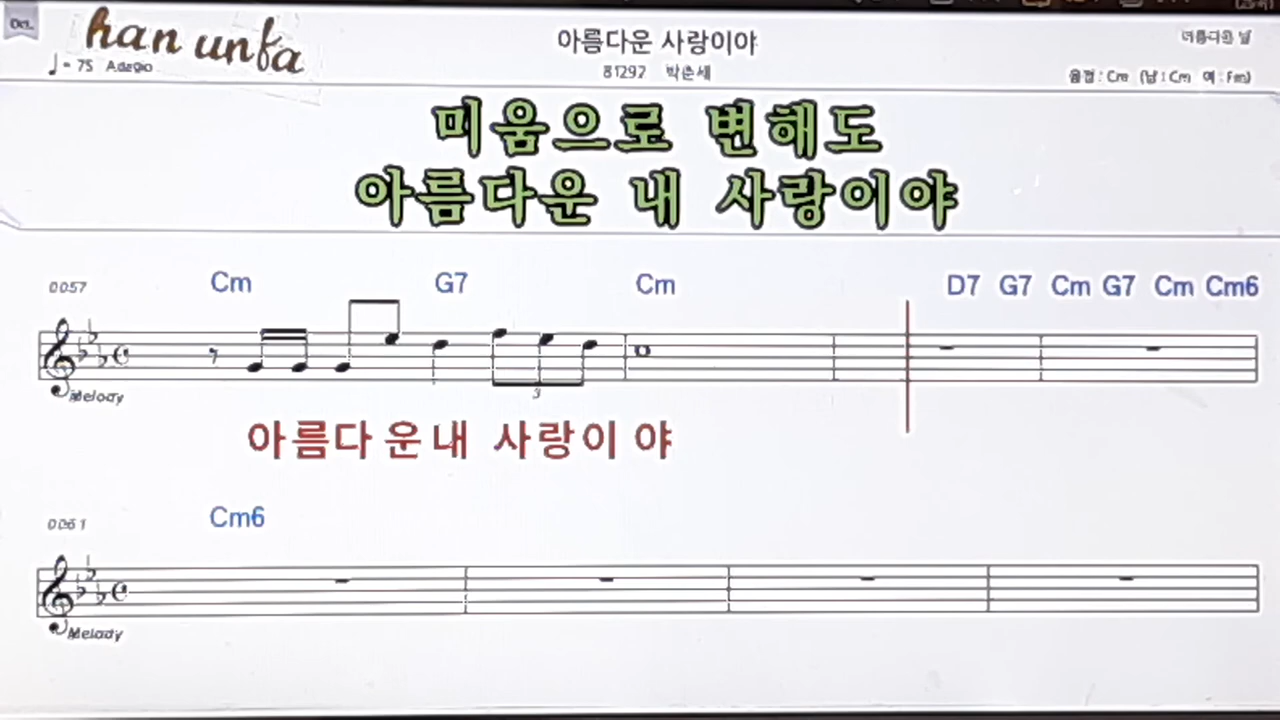 Oct.
han unfa
아름다운 사랑이야
♩= 75 Adagio
81292 박춘세
음정 : Cm (남 : Cm 여 : Fm)
미움으로 변해도
아름다운 내 사랑이야
0057 Cm G7 Cm D7 G7 Cm G7 Cm Cm6
3
Melody
아름다 운내 사랑이 야
0061 Cm6
Melody